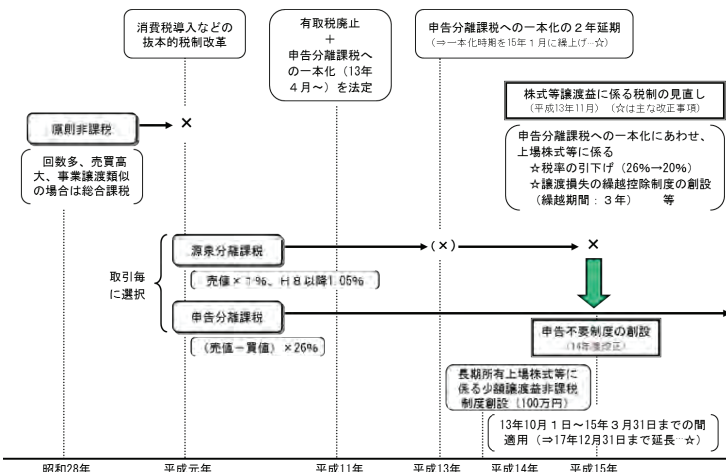 消費税導入などの
抜本的税制改革
有取税廃止
＋
申告分離課税へ
の一本化（13年
４月～）を法定
申告分離課税への一本化の２年延期
（⇒一本化時期を15年１月に繰上げ…☆）
株式等譲渡益に係る税制の見直し
（平成13年11月）（☆は主な改正事項）
申告分離課税への一本化にあわせ、
上場株式等に係る
☆税率の引下げ（26%→20%）
☆譲渡損失の繰越控除制度の創設
（繰越期間：３年）　等
原則非課税
×
回数多、売買高
大、事業譲渡類似
の場合は総合課税
取引毎
に選択
源泉分離課税
(×)
×
売値×１%、Ｈ８以降1.05%
申告分離課税
（売値－買値）×26%
申告不要制度の創設
（14年度改正）
長期所有上場株式等に
係る少額譲渡益非課税
制度創設（100万円）
13年10月１日～15年３月31日までの間
適用（⇒17年12月31日まで延長…☆）
昭和28年
平成元年
平成11年
平成13年
平成14年
平成15年